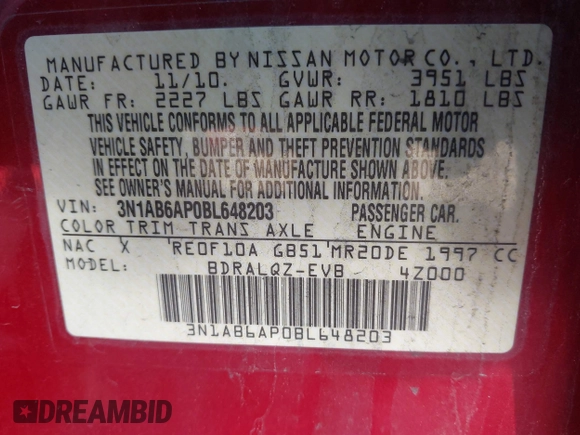 MANUFACTURED BY NISSAN MOTOR CO., LTD.
DATE: 11/10. GVWR: 3951 LBS
GAWR FR: 2227 LBS GAWR RR: 1810 LBS
THIS VEHICLE CONFORMS TO ALL APPLICABLE FEDERAL MOTOR
VEHICLE SAFETY, BUMPER AND THEFT PREVENTION STANDARDS
IN EFFECT ON THE DATE OF MANUFACTURE SHOWN ABOVE.
SEE OWNER'S MANUAL FOR ADDITIONAL INFORMATION.
VIN: 3N1AB6AP0BL648203 PASSENGER CAR.
COLOR TRIM TRANS AXLE ENGINE
NAC X 'RE0F10A GB51'MR20DE 1997 CC
MODEL: BDRALQZ-EVB 4Z000
3N1AB6AP0BL648203
DREAMBID